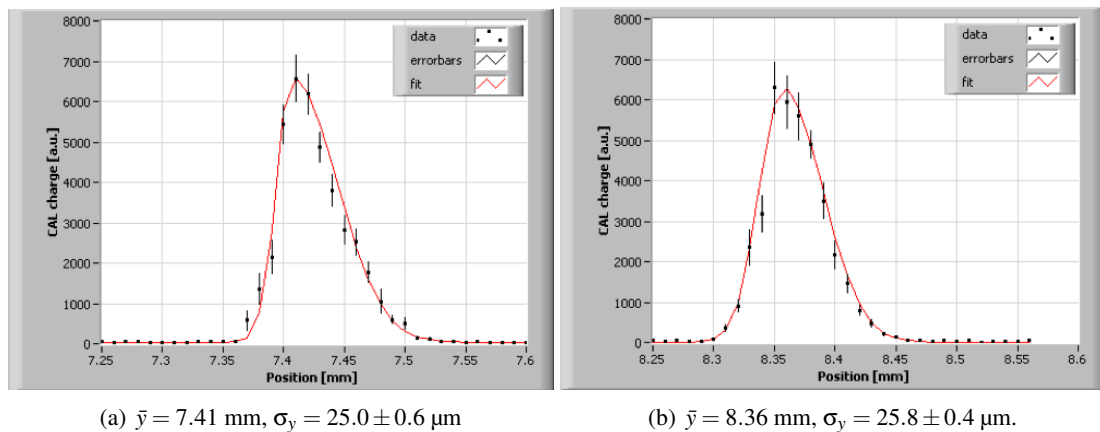 8000
7000
6000
5000
4000
3000
2000
1000
0
CAL charge [a.u.]
7.25
7.3
7.35
7.4
7.45
7.5
7.55
7.6
Position [mm]
data
errorbars
fit
(a) ȳ = 7.41 mm, σy = 25.0 ± 0.6 µm
8000
7000
6000
5000
4000
3000
2000
1000
0
CAL charge [a.u.]
8.25
8.3
8.35
8.4
8.45
8.5
8.55
8.6
Position [mm]
data
errorbars
fit
(b) ȳ = 8.36 mm, σy = 25.8 ± 0.4 µm.